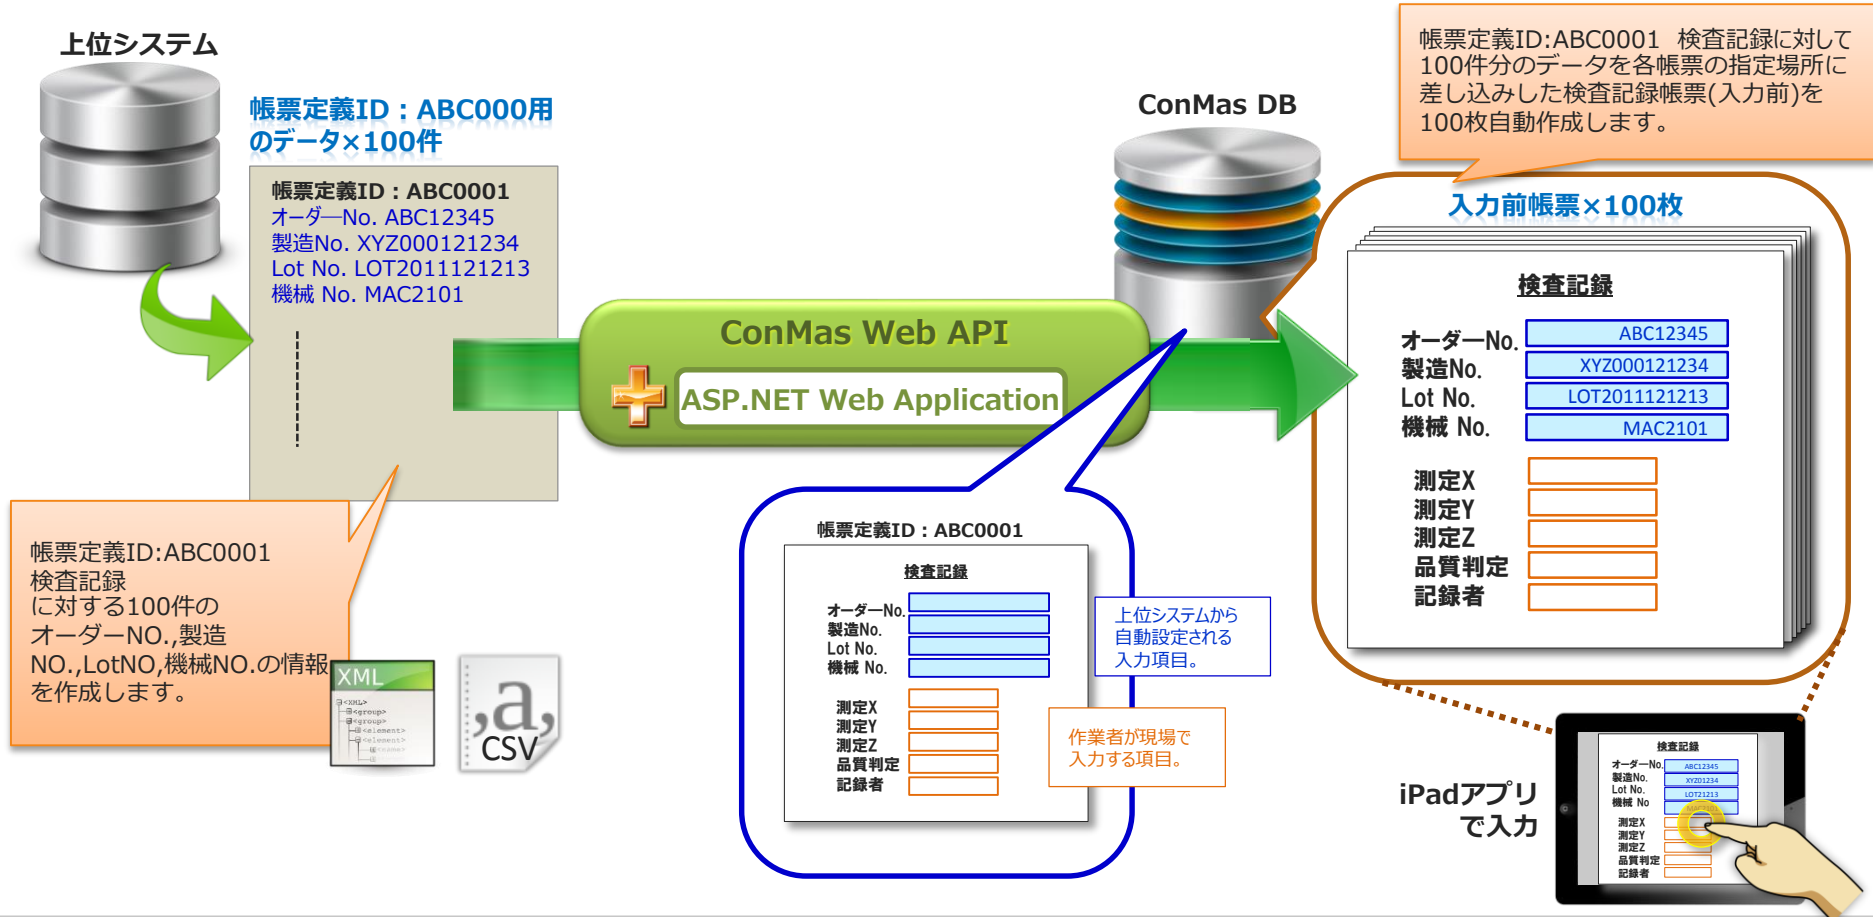 上位システム
帳票定義ID：ABC000用
のデータ×100件
帳票定義ID：ABC0001
オーダ―No. ABC12345
製造No. XYZ000121234
Lot No. LOT2011121213
機械 No. MAC2101
帳票定義ID:ABC0001
検査記録
に対する100件の
オーダーNO.,製造
NO.,LotNO,機械NO.の情報
を作成します。
XML
<XML>
<group>
<group>
<element>
<element>
,a,
CSV
ConMas Web API
ASP.NET Web Application
ConMas DB
帳票定義ID：ABC0001
検査記録
オーダ―No.
製造No.
Lot No.
機械 No.
測定X
測定Y
測定Z
品質判定
記録者
上位システムから
自動設定される
入力項目。
作業者が現場で
入力する項目。
帳票定義ID:ABC0001　検査記録に対して
100件分のデータを各帳票の指定場所に
差し込みした検査記録帳票(入力前)を
100枚自動作成します。
入力前帳票×100枚
検査記録
オーダ―No. ABC12345
製造No. XYZ000121234
Lot No. LOT2011121213
機械 No. MAC2101
測定X
測定Y
測定Z
品質判定
記録者
iPadアプリ
で入力
検査記録
オーダ―No. ABC12345
製造No. XYZ01234
Lot No. LOT21213
機械 No
測定X
測定Y
測定Z
品質判定
記録者